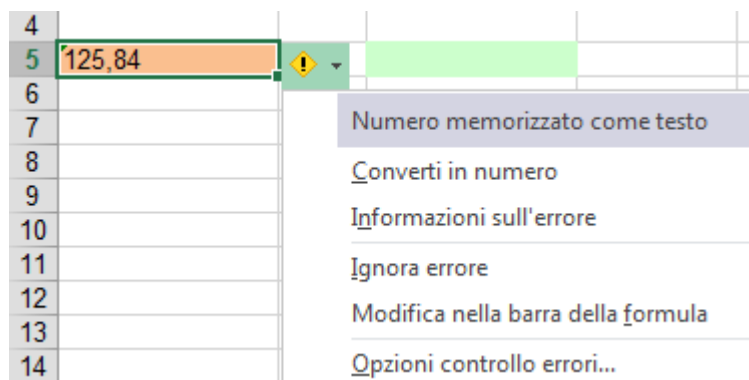 4
5 125,84
6
7 Numero memorizzato come testo
8 Converti in numero
9
10 Informazioni sull'errore
11 Ignora errore
12
13 Modifica nella barra della formula
14 Opzioni controllo errori...